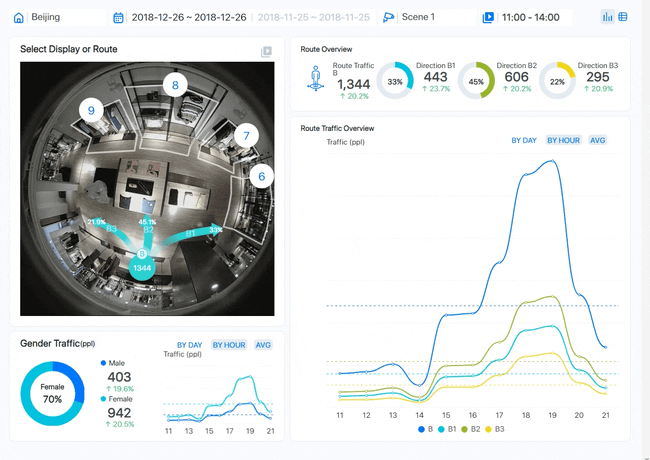 Beijing
2018-12-26 ~ 2018-12-26 | 2018-11-25 ~ 2018-11-25
Scene 1
11:00 - 14:00
Select Display or Route
9
8
7
6
21.0%
B3
45.1%
B2
33%
B1
B
1344
Gender Traffic(ppl)
BY DAY BY HOUR AVG
Traffic (ppl)
Female
70%
Male
403
↑ 19.6%
Female
942
↑ 20.5%
11 13 15 17 19 21
Route Overview
Route Traffic
B
1,344
↑ 20.2%
33%
Direction B1
443
↑ 23.7%
45%
Direction B2
606
↑ 20.2%
22%
Direction B3
295
↑ 20.9%
Route Traffic Overview
Traffic (ppl)
BY DAY BY HOUR AVG
11 12 13 14 15 16 17 18 19 20 21
B B1 B2 B3